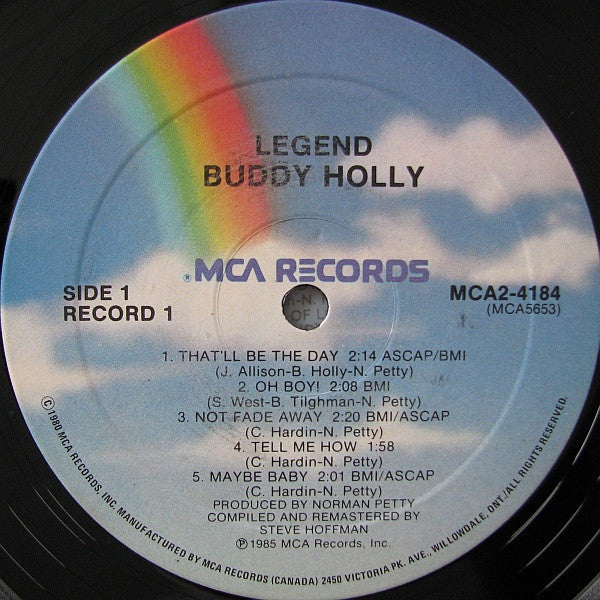 LEGEND
BUDDY HOLLY
® MCA RECORDS
SIDE 1
RECORD 1
MCA2-4184
(MCA5653)
1. THAT'LL BE THE DAY 2:14 ASCAP/BMI
(J. Allison-B. Holly-N. Petty)
2. OH BOY! 2:08 BMI
(S. West-B. Tilghman-N. Petty)
3. NOT FADE AWAY 2:20 BMI/ASCAP
(C. Hardin-N. Petty)
4. TELL ME HOW 1:58
(C. Hardin-N. Petty)
5. MAYBE BABY 2:01 BMI/ASCAP
(C. Hardin-N. Petty)
PRODUCED BY NORMAN PETTY
COMPILED AND REMASTERED BY
STEVE HOFFMAN
℗ 1985 MCA Records, Inc.
© 1980 MCA RECORDS, INC. MANUFACTURED BY MCA RECORDS (CANADA) 2450 VICTORIA PK. AVE., WILLOWDALE, ONT./ALL RIGHTS RESERVED.